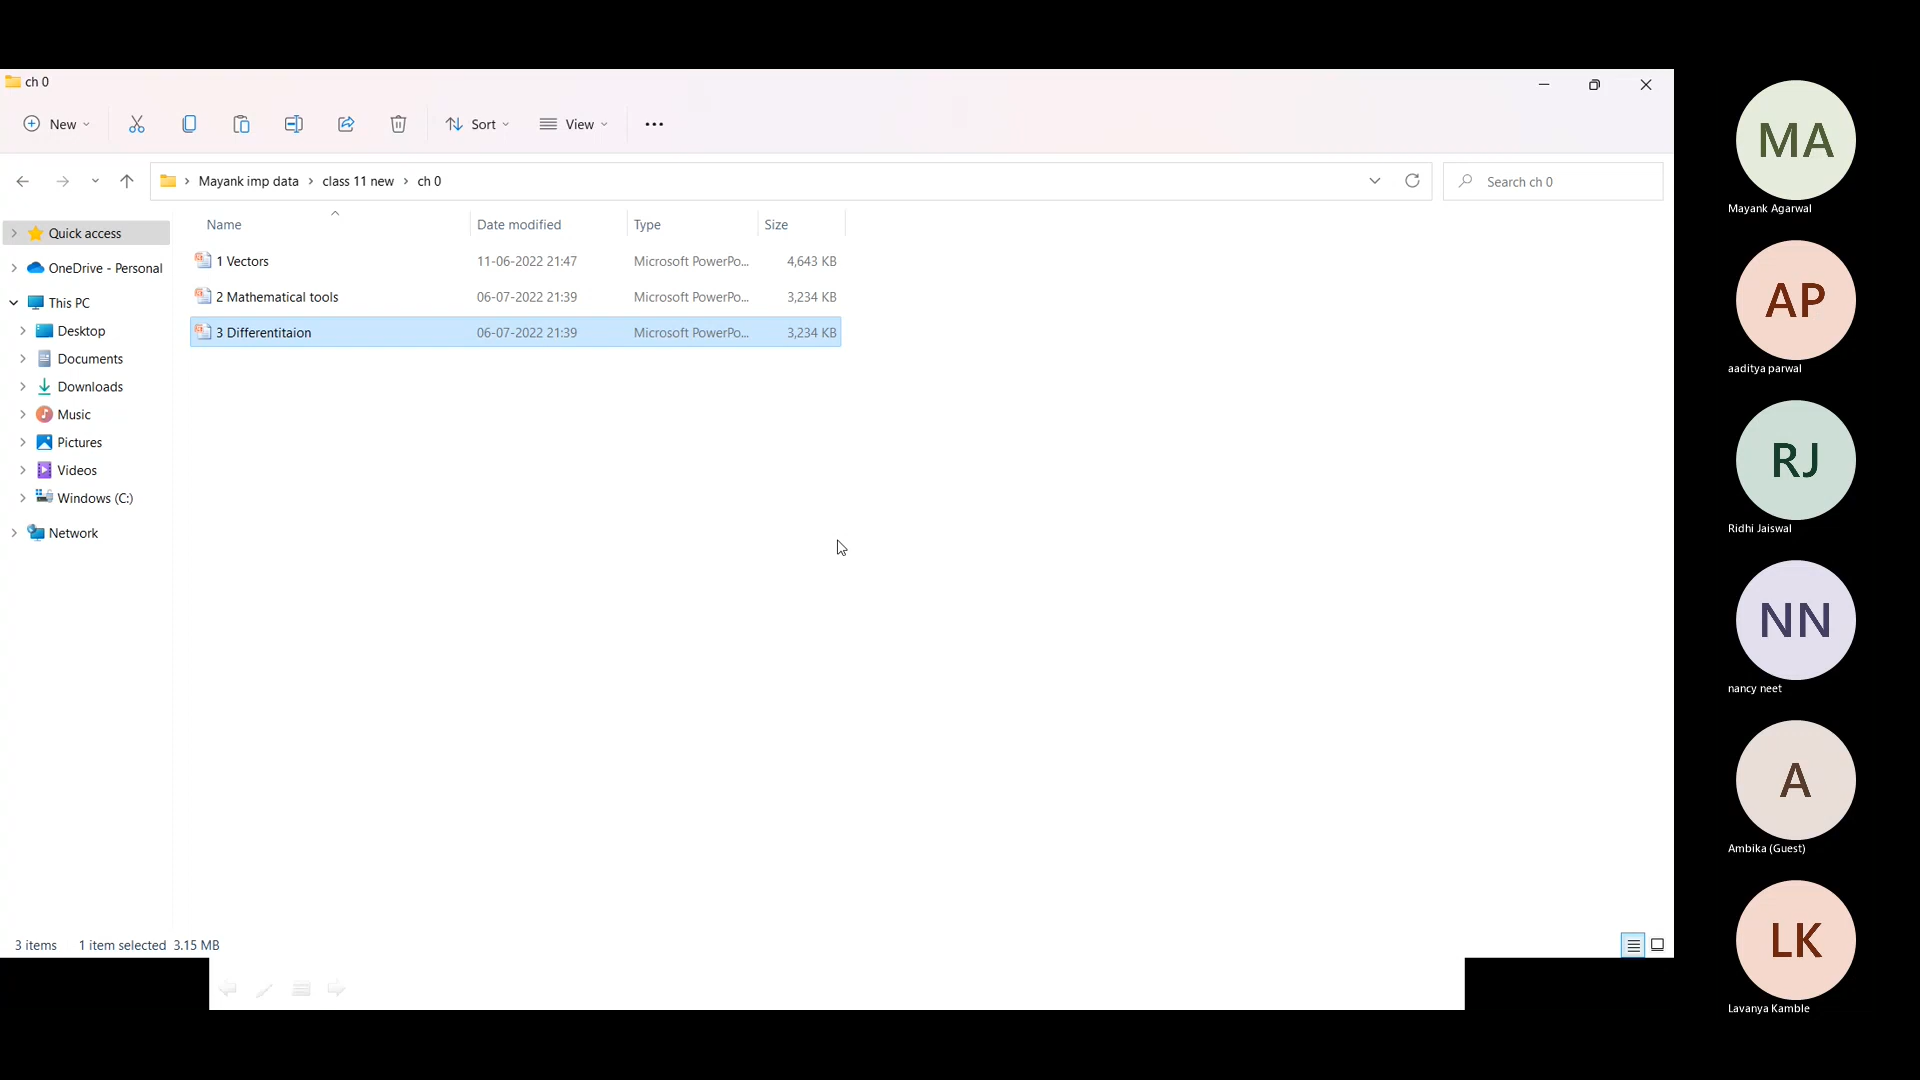 ch 0
New
Sort
View
Mayank imp data > class 11 new > ch 0
Search ch 0
Name Date modified Type Size
1 Vectors 11-06-2022 21:47 Microsoft PowerPo... 4,643 KB
2 Mathematical tools 06-07-2022 21:39 Microsoft PowerPo... 3,234 KB
3 Differentitaion 06-07-2022 21:39 Microsoft PowerPo... 3,234 KB
Quick access
OneDrive - Personal
This PC
Desktop
Documents
Downloads
Music
Pictures
Videos
Windows (C:)
Network
3 items 1 item selected 3.15 MB
MA
Mayank Agarwal
AP
aaditya parwal
RJ
Ridhi Jaiswal
NN
nancy neet
A
Ambika (Guest)
LK
Lavanya Kamble